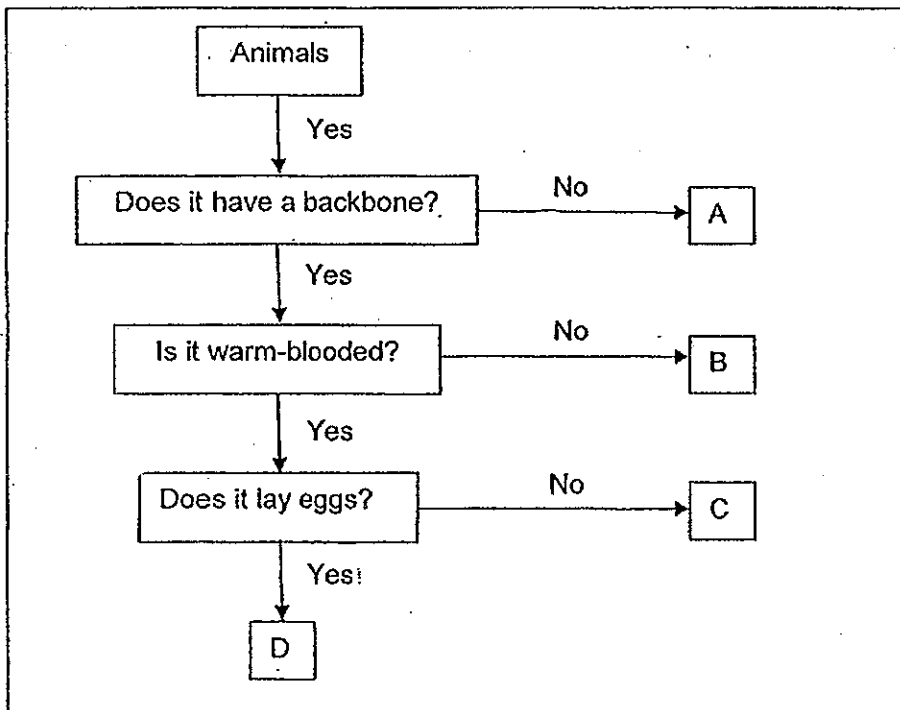 Animals
Yes
Does it have a backbone?
No
A
Yes
Is it warm-blooded?
No
B
Yes
Does it lay eggs?
No
C
Yes
D